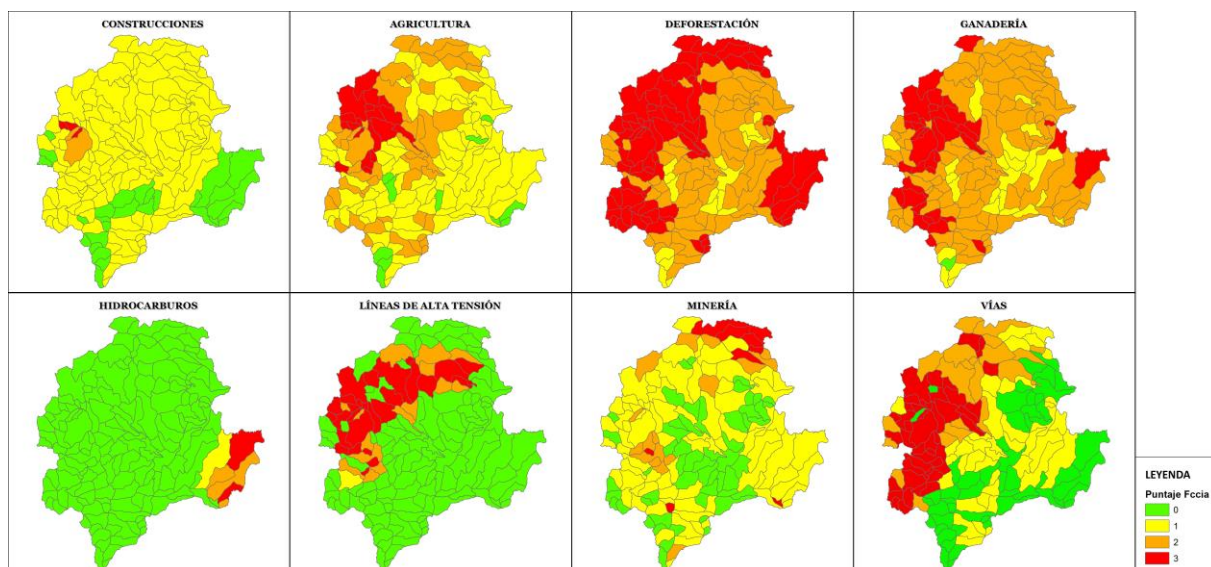 CONSTRUCCIONES
AGRICULTURA
DEFORESTACIÓN
GANADERÍA
HIDROCARBUROS
LÍNEAS DE ALTA TENSIÓN
MINERÍA
VÍAS
LEYENDA
Puntaje Fccia
0
1
2
3